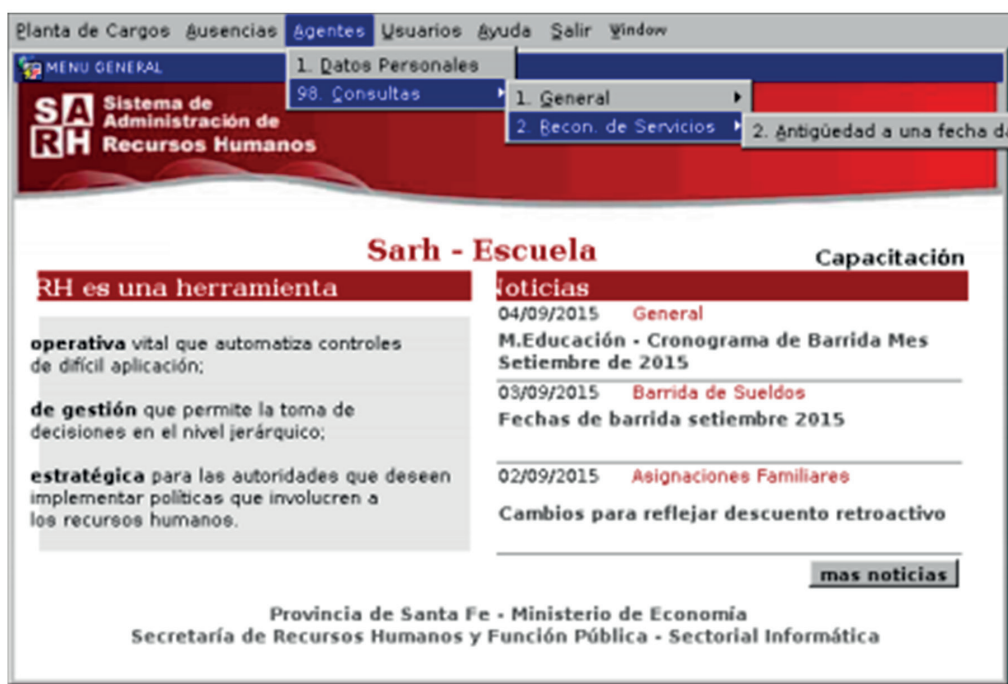 Planta de Cargos Ausencias Agentes Usuarios Ayuda Salir Window
MENU GENERAL
1. Datos Personales
98. Consultas
1. General
2. Recon. de Servicios
2. Antigüedad a una fecha
SARH
Sistema de
Administración de
Recursos Humanos
Sarh - Escuela
Capacitación
RH es una herramienta
operativa vital que automatiza controles
de difícil aplicación;
de gestión que permite la toma de
decisiones en el nivel jerárquico;
estratégica para las autoridades que deseen
implementar políticas que involucren a
los recursos humanos.
Noticias
04/09/2015 General
M.Educación - Cronograma de Barrida Mes
Setiembre de 2015
03/09/2015 Barrida de Sueldos
Fechas de barrida setiembre 2015
02/09/2015 Asignaciones Familiares
Cambios para reflejar descuento retroactivo
mas noticias
Provincia de Santa Fe - Ministerio de Economía
Secretaría de Recursos Humanos y Función Pública - Sectorial Informática